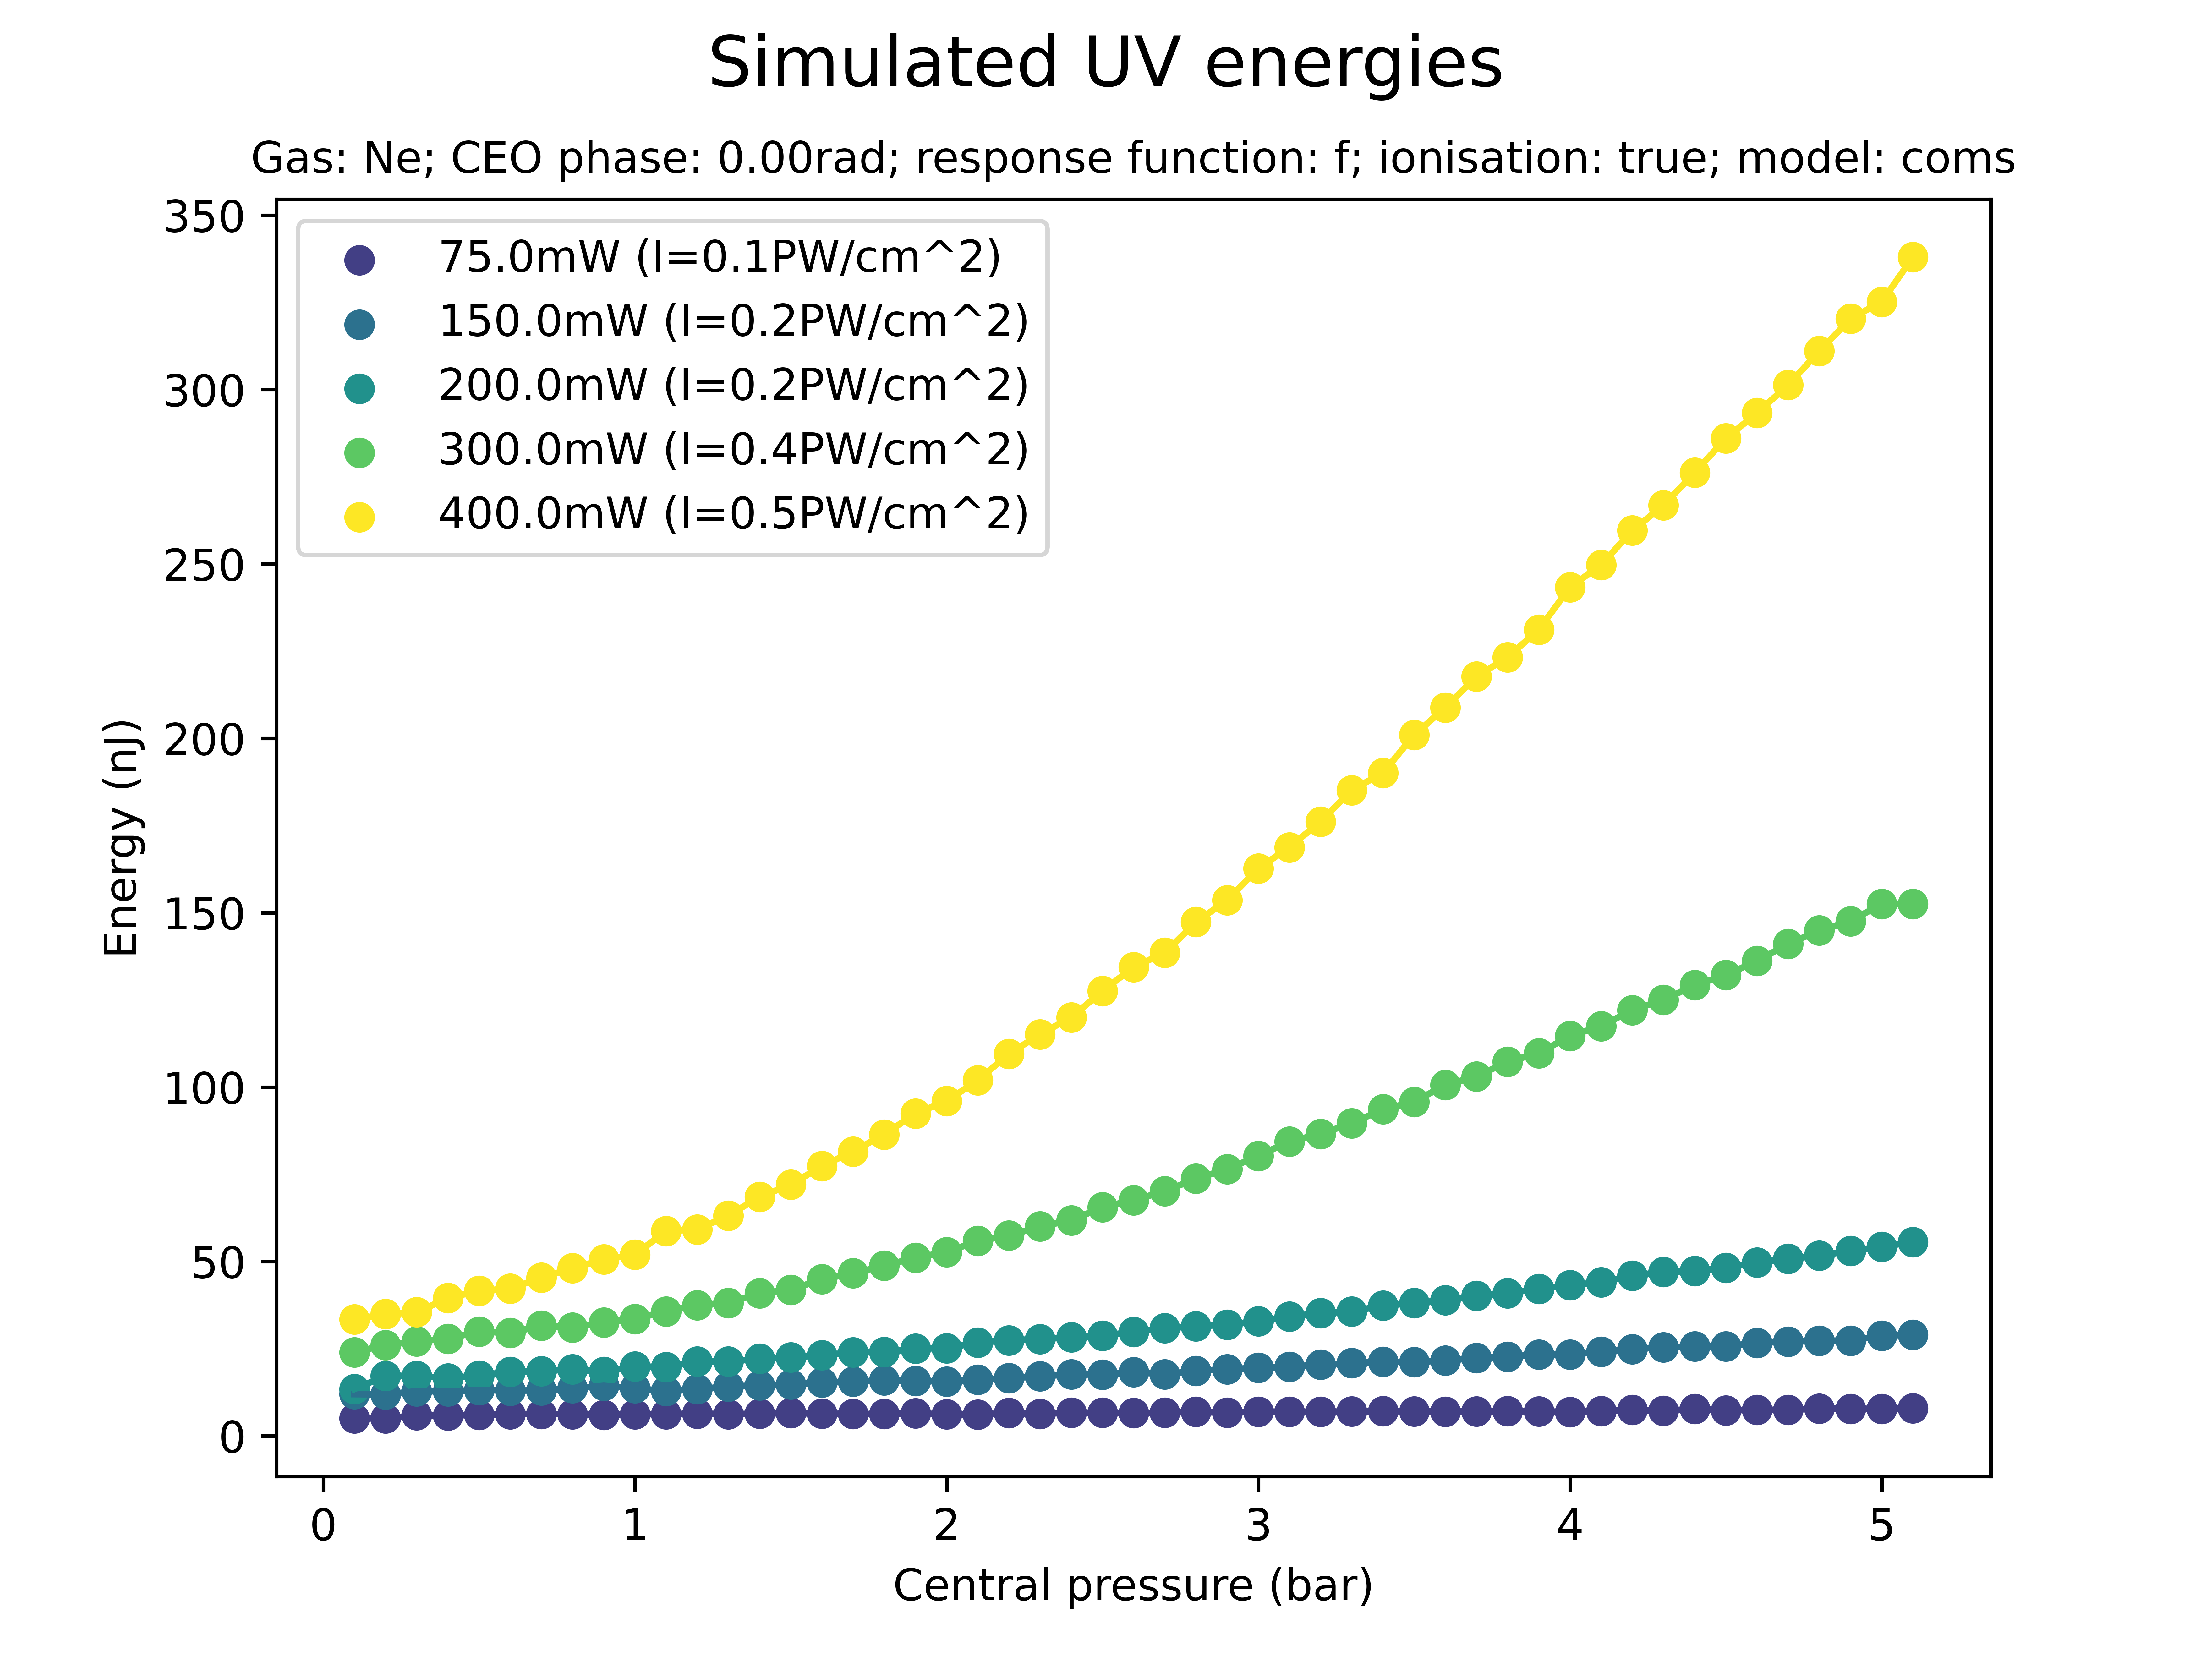 Simulated UV energies
Gas: Ne; CEO phase: 0.00rad; response function: f; ionisation: true; model: coms
350
300
250
200
150
100
50
0
Energy (nJ)
75.0mW (I=0.1PW/cm^2)
150.0mW (I=0.2PW/cm^2)
200.0mW (I=0.2PW/cm^2)
300.0mW (I=0.4PW/cm^2)
400.0mW (I=0.5PW/cm^2)
0 1 2 3 4 5
Central pressure (bar)